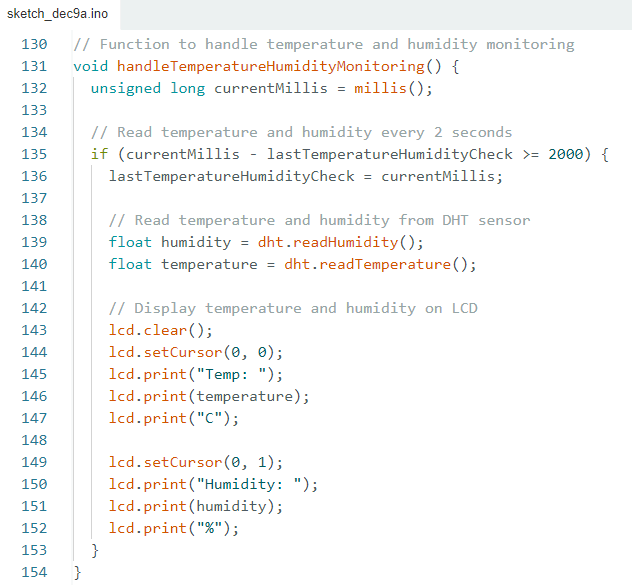 sketch_dec9a.ino
130 // Function to handle temperature and humidity monitoring
131 void handleTemperatureHumidityMonitoring() {
132   unsigned long currentMillis = millis();
133
134   // Read temperature and humidity every 2 seconds
135   if (currentMillis - lastTemperatureHumidityCheck >= 2000) {
136     lastTemperatureHumidityCheck = currentMillis;
137
138     // Read temperature and humidity from DHT sensor
139     float humidity = dht.readHumidity();
140     float temperature = dht.readTemperature();
141
142     // Display temperature and humidity on LCD
143     lcd.clear();
144     lcd.setCursor(0, 0);
145     lcd.print("Temp: ");
146     lcd.print(temperature);
147     lcd.print("C");
148
149     lcd.setCursor(0, 1);
150     lcd.print("Humidity: ");
151     lcd.print(humidity);
152     lcd.print("%");
153   }
154 }